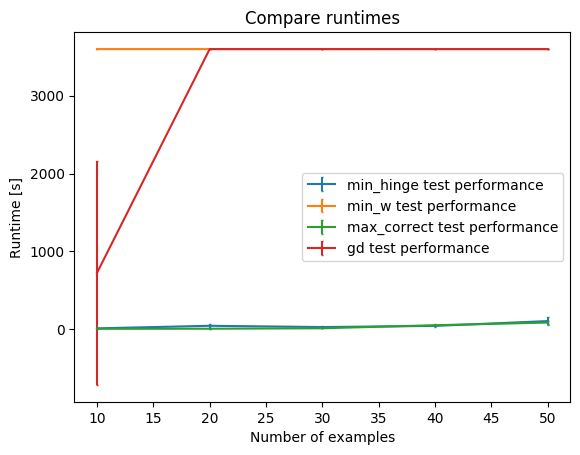 Compare runtimes
Runtime [s]
3000
2000
1000
0
min_hinge test performance
min_w test performance
max_correct test performance
gd test performance
10 15 20 25 30 35 40 45 50
Number of examples